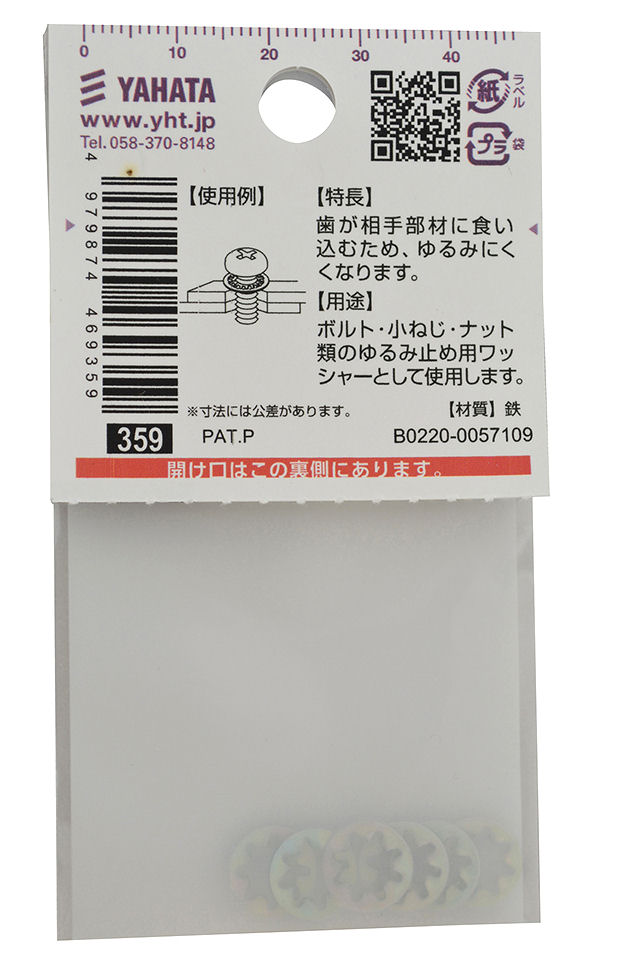 0 10 20 30 40
YAHATA
www.yht.jp
Tel.058-370-8148
紙
ラベル
プラ
袋
4 979874 469359
【使用例】
【特長】
歯が相手部材に食い
込むため、ゆるみにく
くなります。
【用途】
ボルト・小ねじ・ナット
類のゆるみ止め用ワッ
シャーとして使用します。
※寸法には公差があります。
【材質】鉄
359
PAT.P
B0220-0057109
開け口はこの裏側にあります。